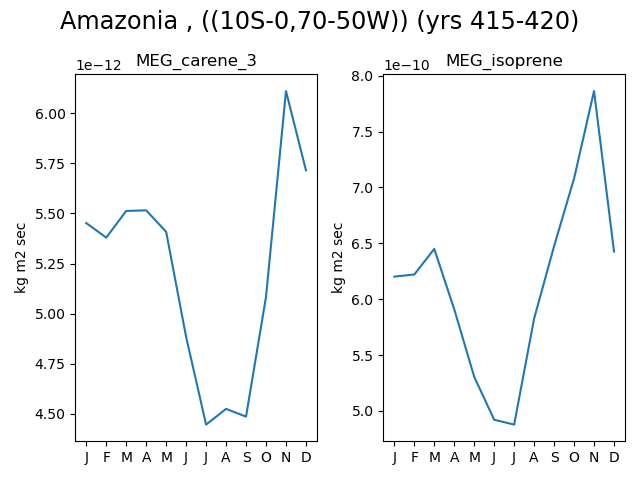 Amazonia , ((10S-0,70-50W)) (yrs 415-420)
1e−12
MEG_carene_3
6.00
5.75
5.50
5.25
5.00
4.75
4.50
kg m2 sec
J F M A M J J A S O N D
1e−10
MEG_isoprene
8.0
7.5
7.0
6.5
6.0
5.5
5.0
kg m2 sec
J F M A M J J A S O N D